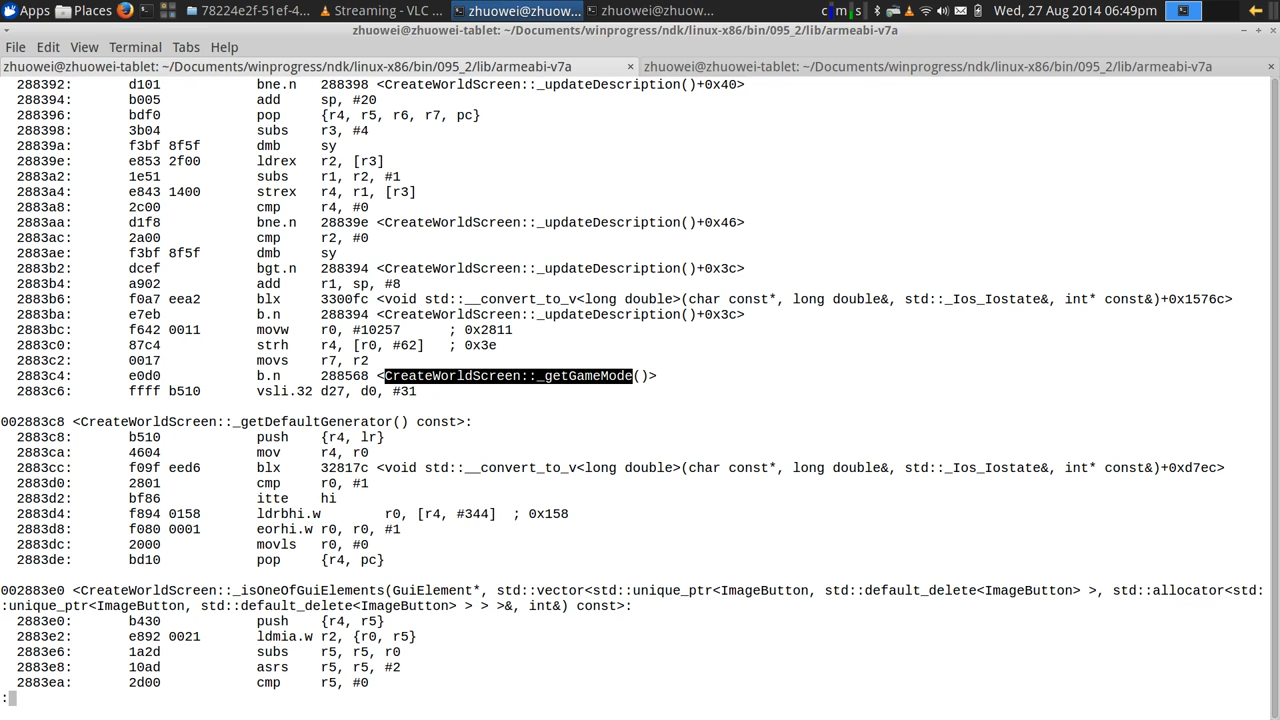 Apps Places 78224e2f-51ef-4... Streaming - VLC ... zhuowei@zhuow... zhuowei@zhuow... Wed, 27 Aug 2014 06:49pm
zhuowei@zhuowei-tablet: ~/Documents/winprogress/ndk/linux-x86/bin/095_2/lib/armeabi-v7a
File Edit View Terminal Tabs Help
zhuowei@zhuowei-tablet: ~/Documents/winprogress/ndk/linux-x86/bin/095_2/lib/armeabi-v7a × zhuowei@zhuowei-tablet: ~/Documents/winprogress/ndk/linux-x86/bin/095_2/lib/armeabi-v7a ×
288392: d101 bne.n 288398 <CreateWorldScreen::_updateDescription()+0x40>
288394: b005 add sp, #20
288396: bdf0 pop {r4, r5, r6, r7, pc}
288398: 3b04 subs r3, #4
28839a: f3bf 8f5f dmb sy
28839e: e853 2f00 ldrex r2, [r3]
2883a2: 1e51 subs r1, r2, #1
2883a4: e843 1400 strex r4, r1, [r3]
2883a8: 2c00 cmp r4, #0
2883aa: d1f8 bne.n 28839e <CreateWorldScreen::_updateDescription()+0x46>
2883ac: 2a00 cmp r2, #0
2883ae: f3bf 8f5f dmb sy
2883b2: dcef bgt.n 288394 <CreateWorldScreen::_updateDescription()+0x3c>
2883b4: a902 add r1, sp, #8
2883b6: f0a7 eea2 blx 3300fc <void std::__convert_to_v<long double>(char const*, long double&, std::_Ios_Iostate&, int* const&)+0x1576c>
2883ba: e7eb b.n 288394 <CreateWorldScreen::_updateDescription()+0x3c>
2883bc: f642 0011 movw r0, #10257 ; 0x2811
2883c0: 87c4 strh r4, [r0, #62] ; 0x3e
2883c2: 0017 movs r7, r2
2883c4: e0d0 b.n 288568 <CreateWorldScreen::_getGameMode()>
2883c6: ffff b510 vsli.32 d27, d0, #31
002883c8 <CreateWorldScreen::_getDefaultGenerator() const>:
2883c8: b510 push {r4, lr}
2883ca: 4604 mov r4, r0
2883cc: f09f eed6 blx 32817c <void std::__convert_to_v<long double>(char const*, long double&, std::_Ios_Iostate&, int* const&)+0xd7ec>
2883d0: 2801 cmp r0, #1
2883d2: bf86 itte hi
2883d4: f894 0158 ldrbhi.w r0, [r4, #344] ; 0x158
2883d8: f080 0001 eorhi.w r0, r0, #1
2883dc: 2000 movls r0, #0
2883de: bd10 pop {r4, pc}
002883e0 <CreateWorldScreen::_isOneOfGuiElements(GuiElement*, std::vector<std::unique_ptr<ImageButton, std::default_delete<ImageButton> >, std::allocator<std:
:unique_ptr<ImageButton, std::default_delete<ImageButton> > > >&, int&) const>:
2883e0: b430 push {r4, r5}
2883e2: e892 0021 ldmia.w r2, {r0, r5}
2883e6: 1a2d subs r5, r5, r0
2883e8: 10ad asrs r5, r5, #2
2883ea: 2d00 cmp r5, #0
: